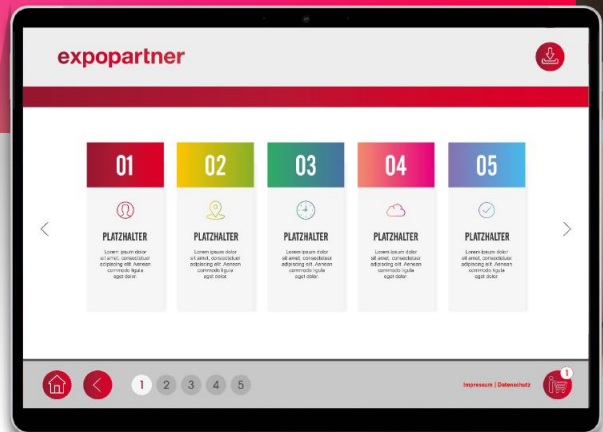 expopartner
01
02
03
04
05
PLATZHALTER
PLATZHALTER
PLATZHALTER
PLATZHALTER
PLATZHALTER
Lorem ipsum dolor
sit amet, consectetuer
adipiscing elit. Aenean
commodo ligula
eget dolor.
Lorem ipsum dolor
sit amet, consectetuer
adipiscing elit. Aenean
commodo ligula
eget dolor.
Lorem ipsum dolor
sit amet, consectetuer
adipiscing elit. Aenean
commodo ligula
eget dolor.
Lorem ipsum dolor
sit amet, consectetuer
adipiscing elit. Aenean
commodo ligula
eget dolor.
Lorem ipsum dolor
sit amet, consectetuer
adipiscing elit. Aenean
commodo ligula
eget dolor.
1 2 3 4 5
Impressum | Datenschutz
1